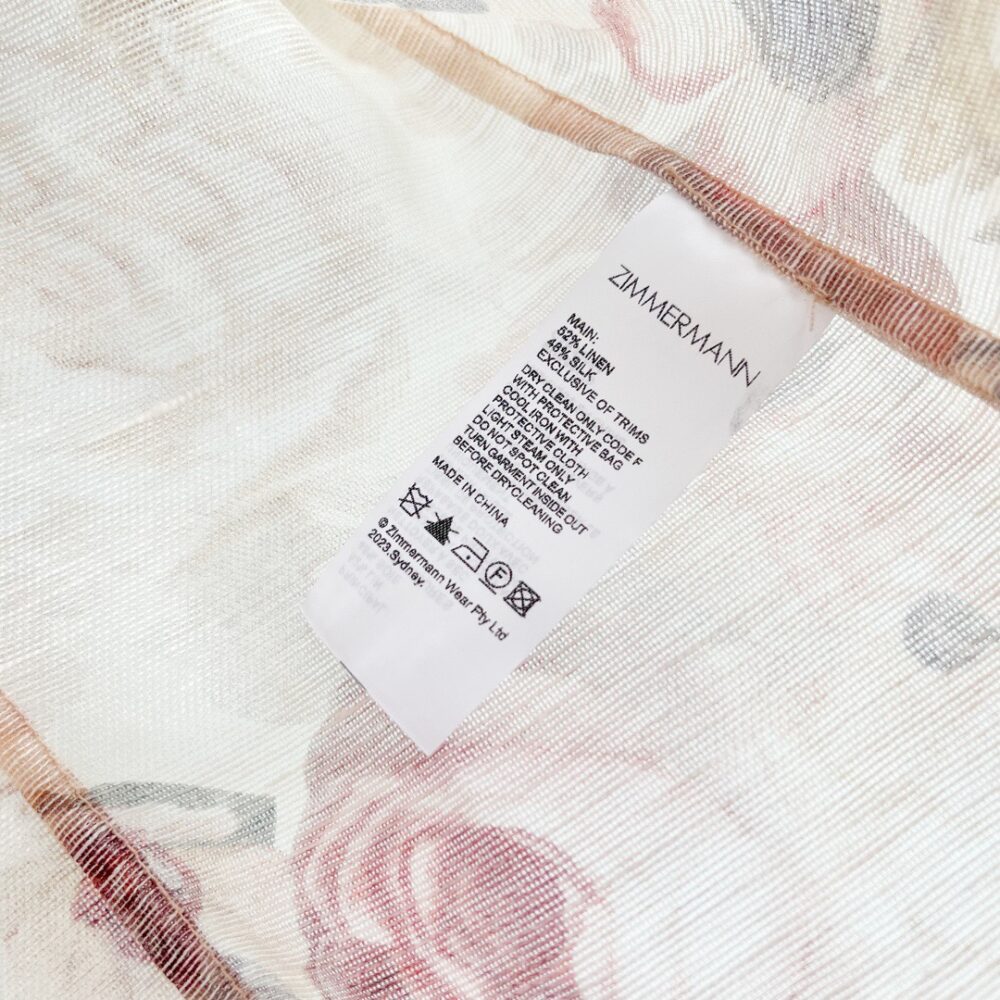 ZIMMERMANN
MAIN:
52% LINEN
48% SILK
EXCLUSIVE OF TRIMS
DRY CLEAN ONLY CODE F
WITH PROTECTIVE BAG
COOL IRON WITH
PROTECTIVE CLOTH
LIGHT STEAM ONLY
DO NOT SPOT CLEAN
TURN GARMENT INSIDE OUT
BEFORE DRYCLEANING
MADE IN CHINA
F
© Zimmermann Wear Pty Ltd
2023.Sydney.